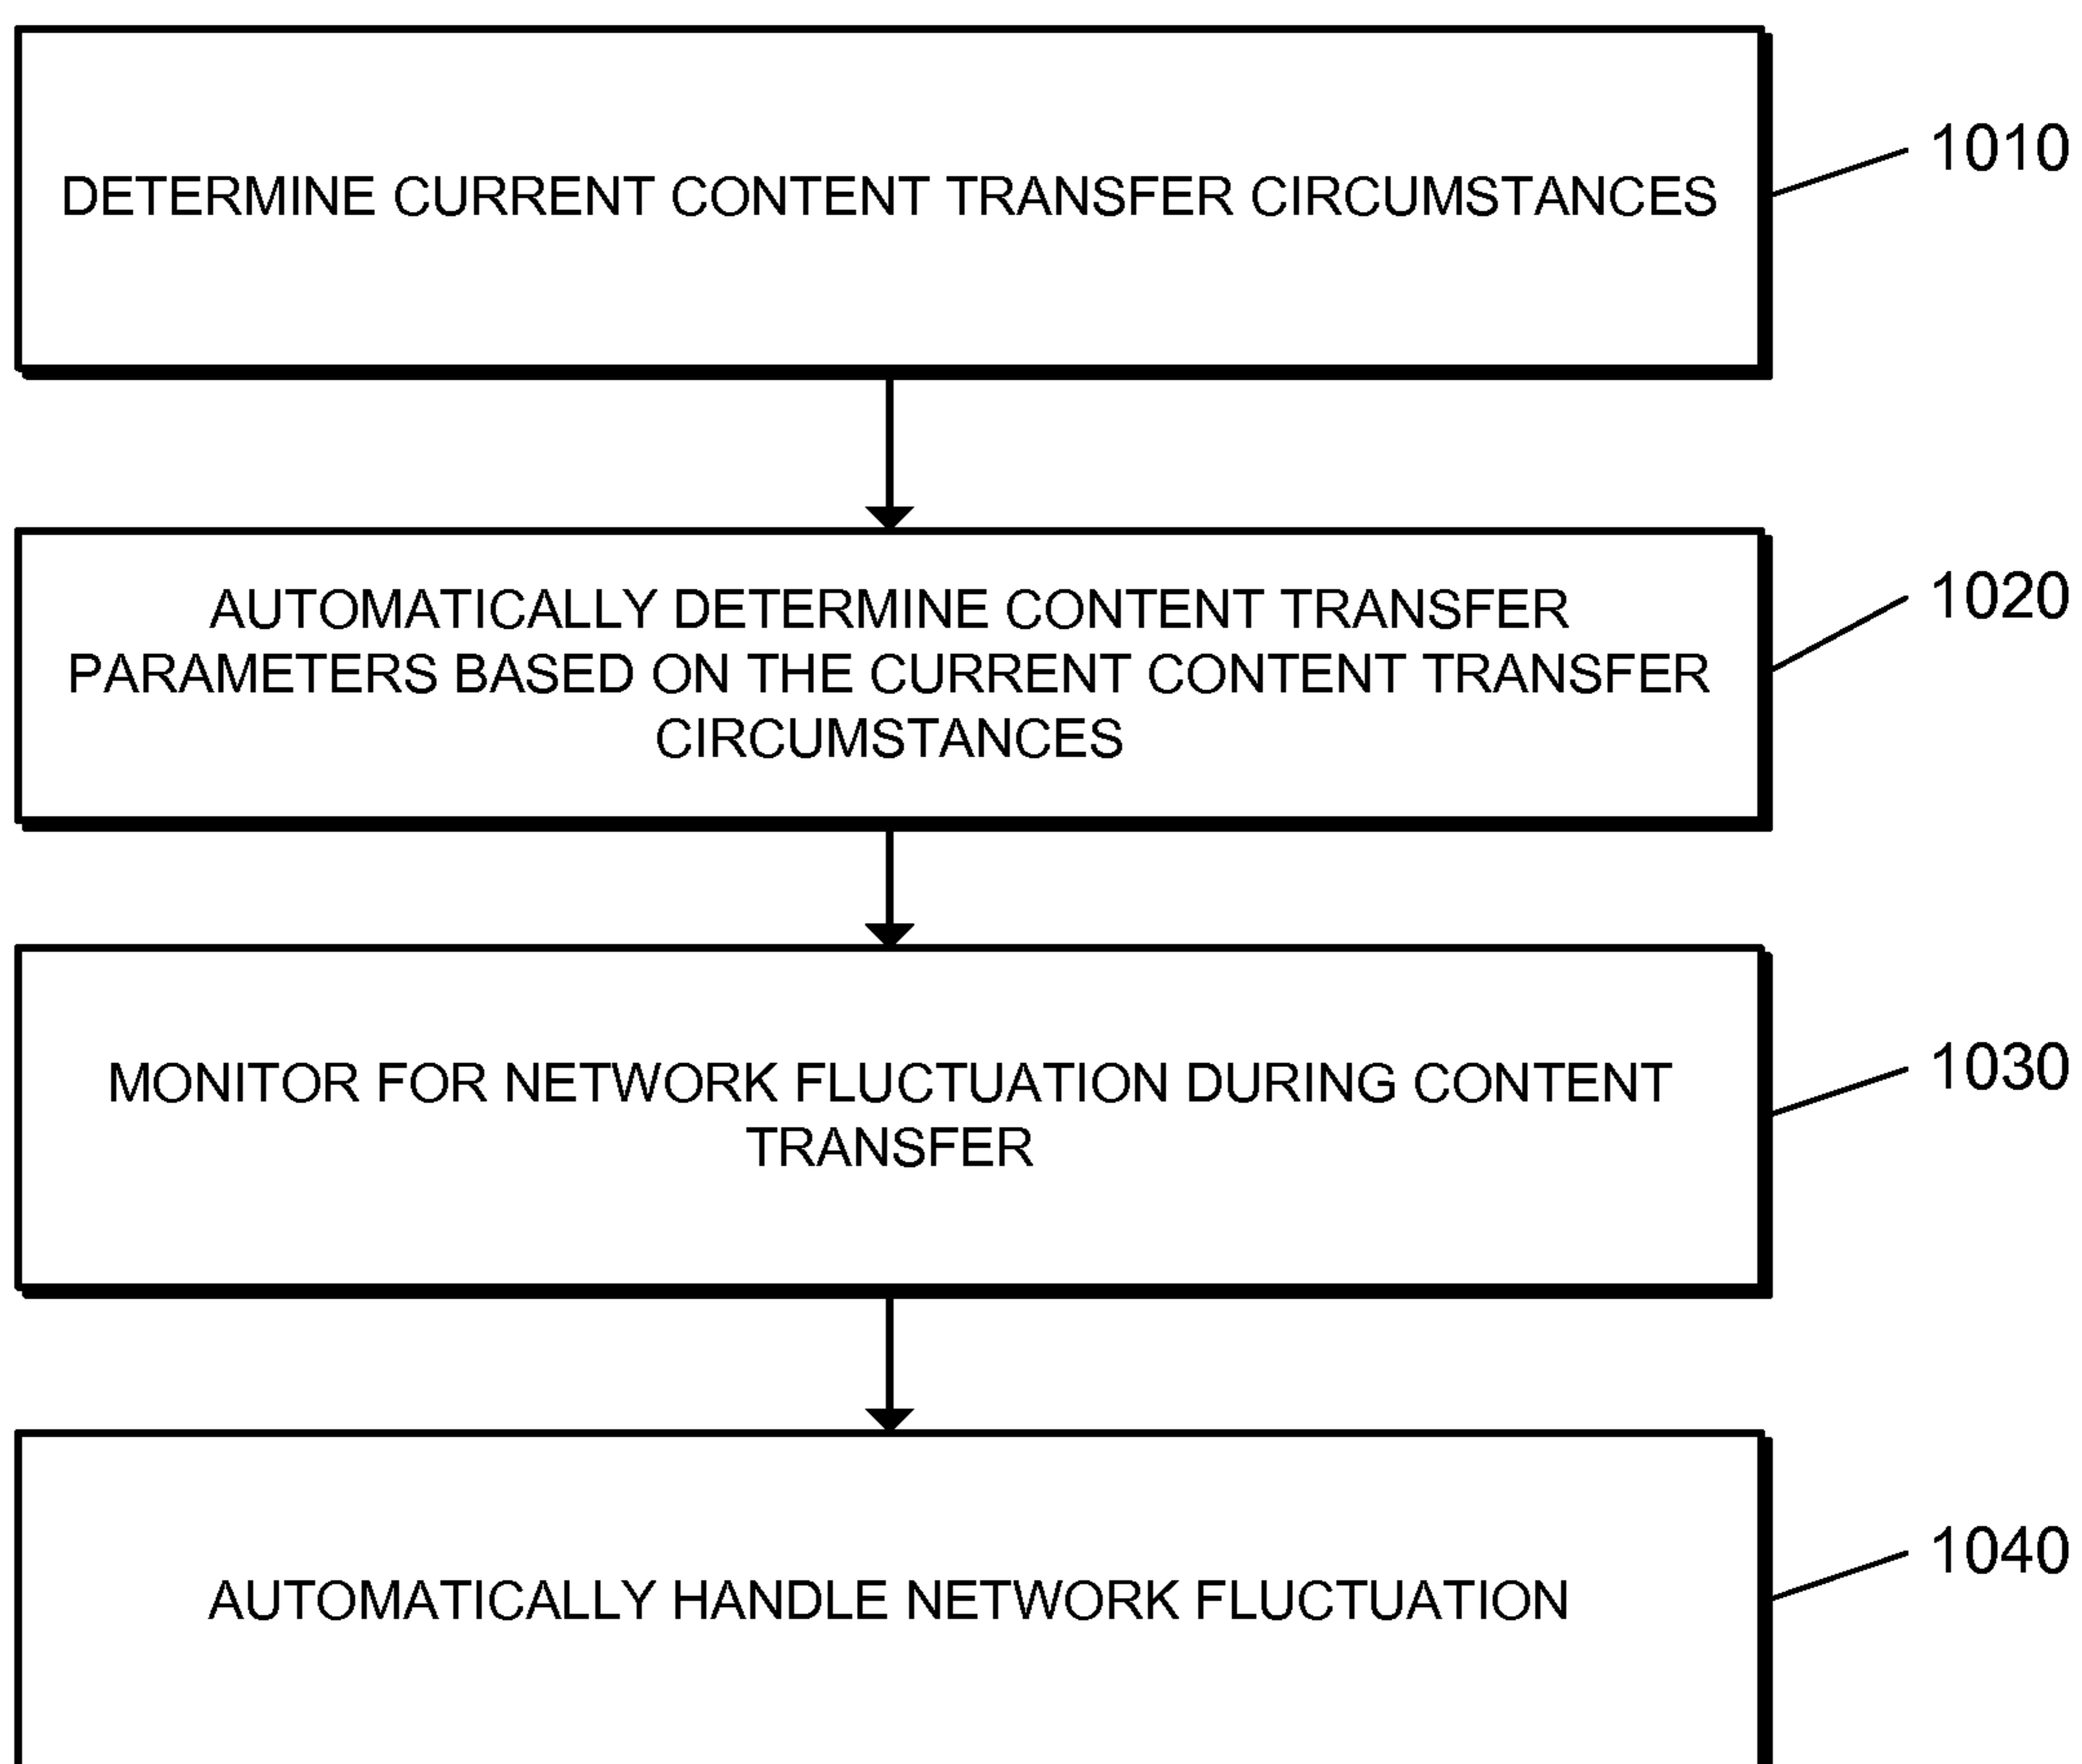 DETERMINE CURRENT CONTENT TRANSFER CIRCUMSTANCES
1010
AUTOMATICALLY DETERMINE CONTENT TRANSFER
PARAMETERS BASED ON THE CURRENT CONTENT TRANSFER
CIRCUMSTANCES
1020
MONITOR FOR NETWORK FLUCTUATION DURING CONTENT
TRANSFER
1030
AUTOMATICALLY HANDLE NETWORK FLUCTUATION
1040